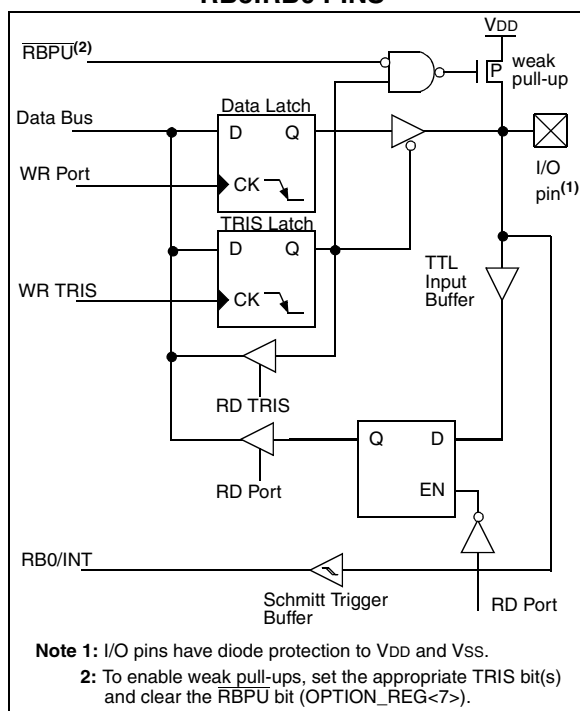 RBPU(2)
VDD
P
weak
pull-up
Data Latch
Data Bus
D
Q
WR Port
CK
I/O
pin(1)
TRIS Latch
D
Q
TTL
Input
Buffer
WR TRIS
CK
RD TRIS
Q
D
RD Port
EN
RB0/INT
Schmitt Trigger
Buffer
RD Port
Note 1: I/O pins have diode protection to VDD and VSS.
2: To enable weak pull-ups, set the appropriate TRIS bit(s)
and clear the RBPU bit (OPTION_REG<7>).